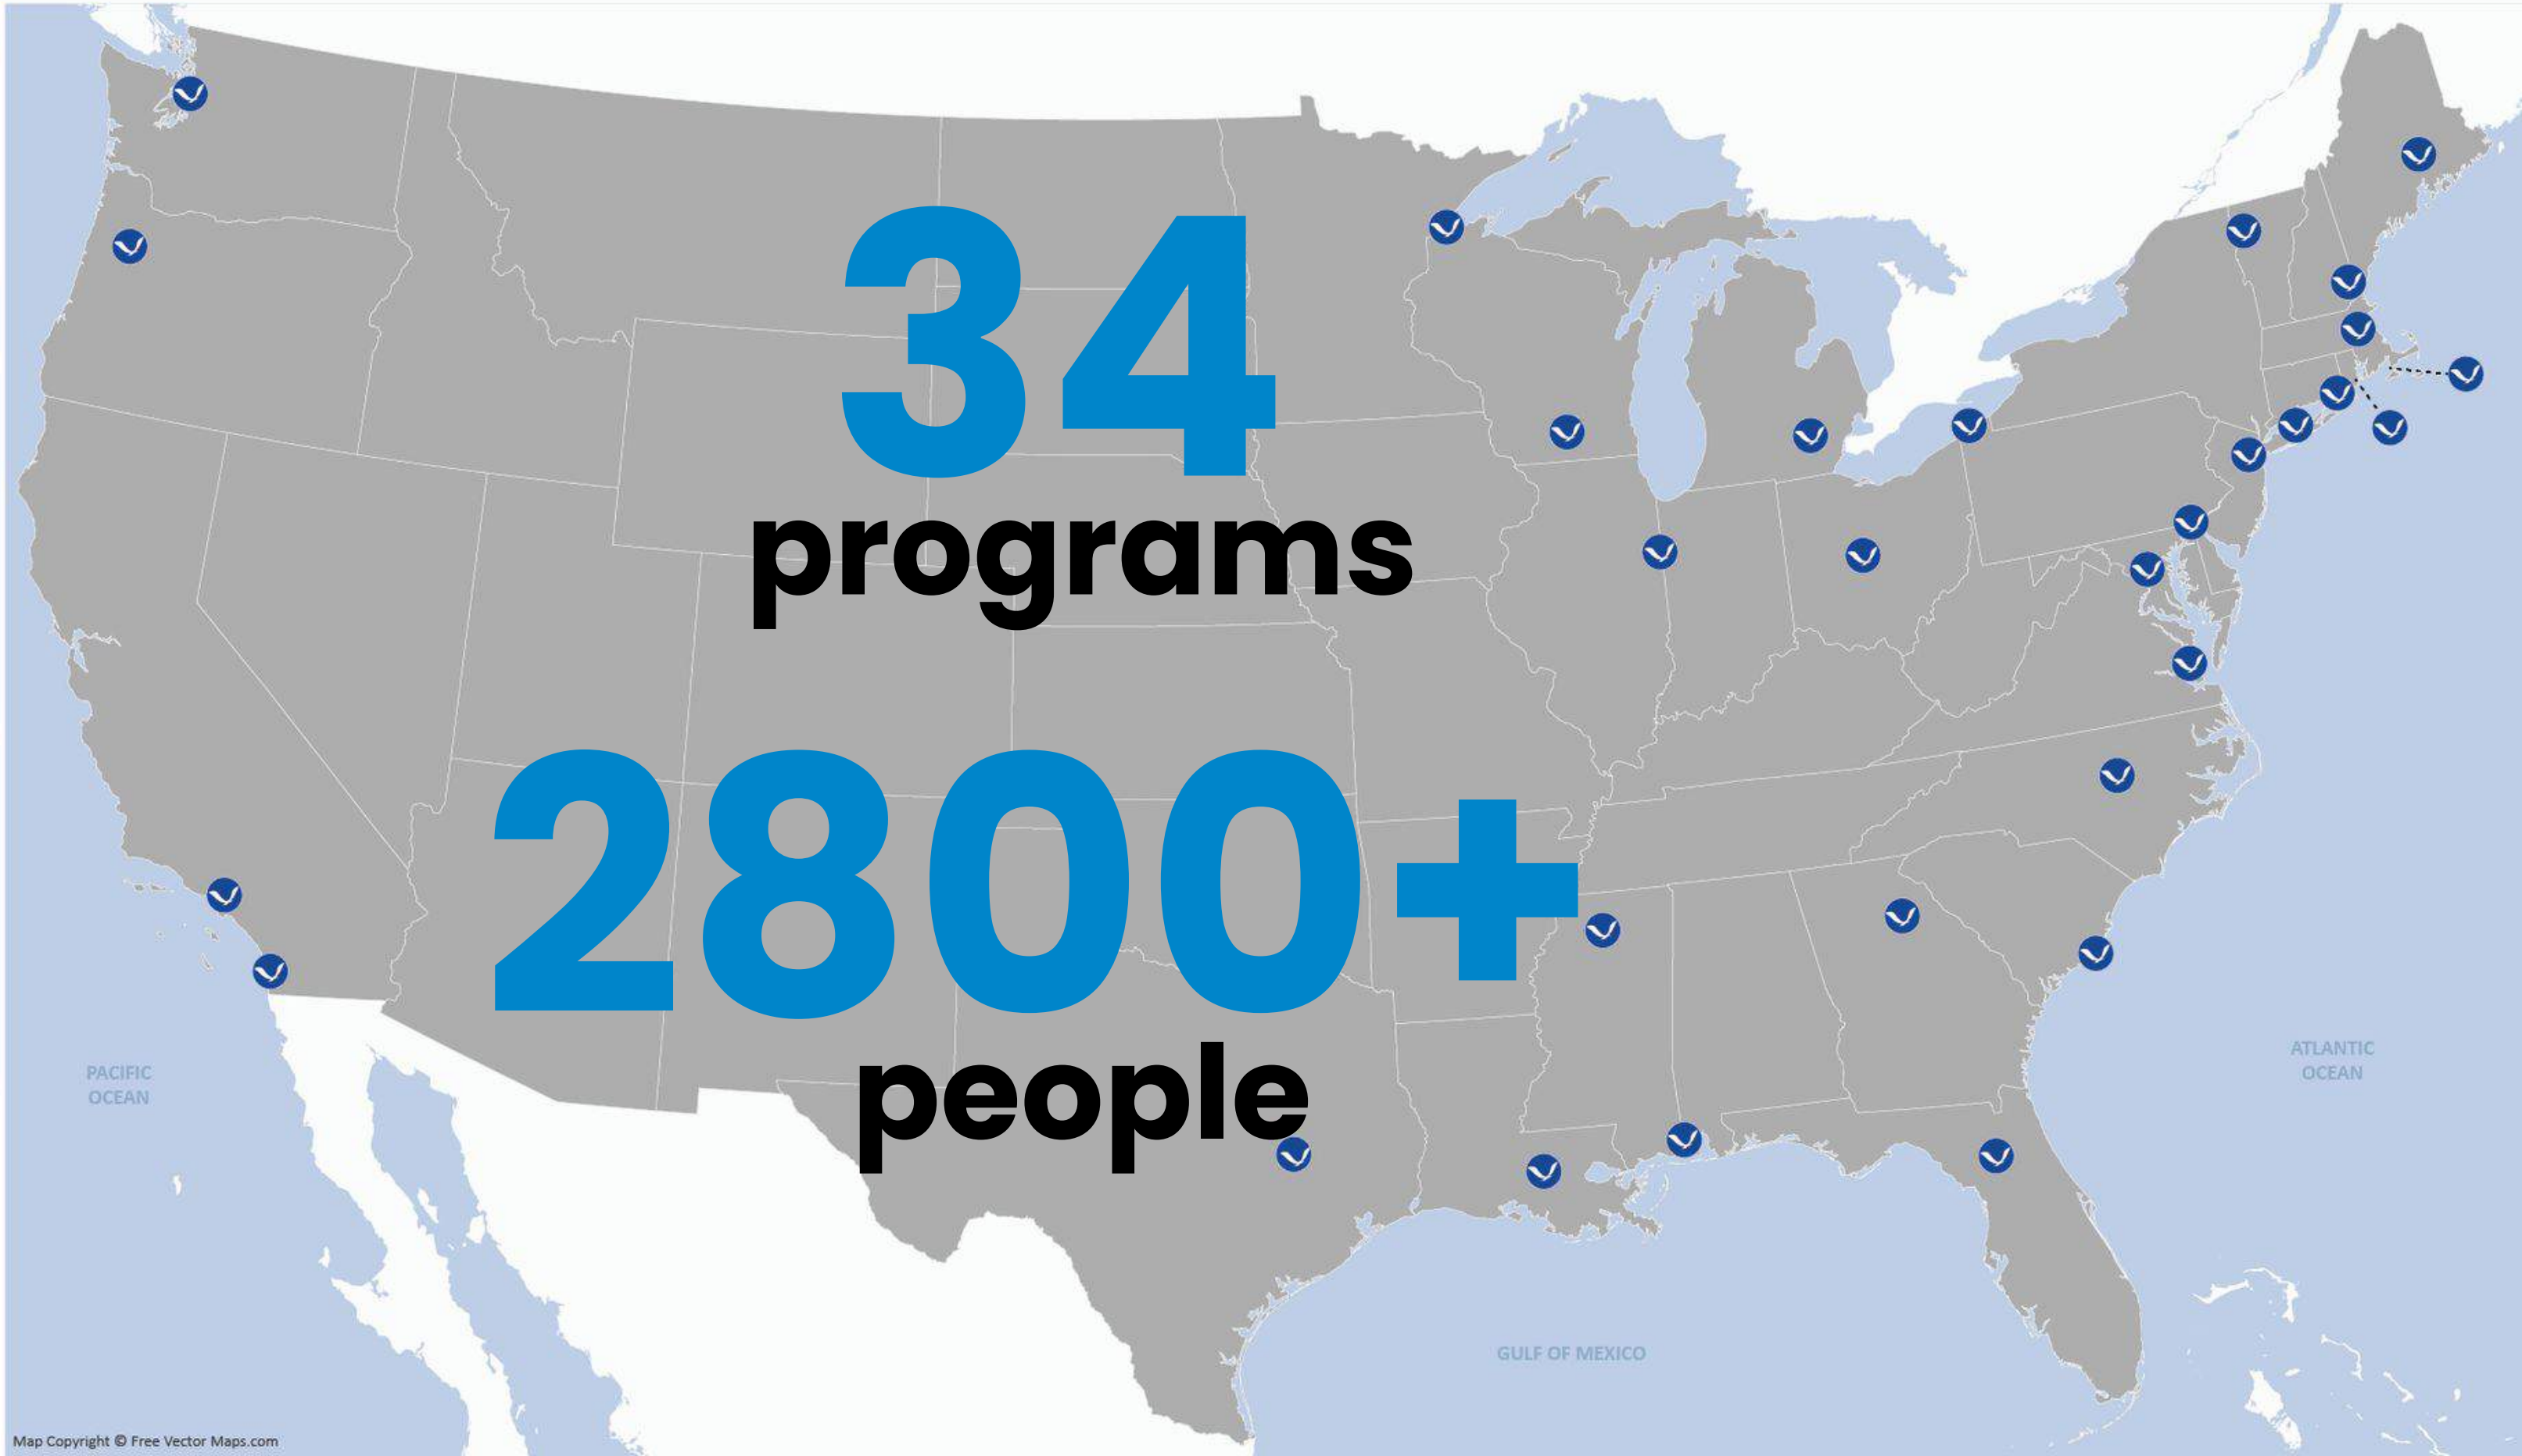 34
programs
2800+
people
PACIFIC
OCEAN
ATLANTIC
OCEAN
GULF OF MEXICO
Map Copyright © Free Vector Maps.com